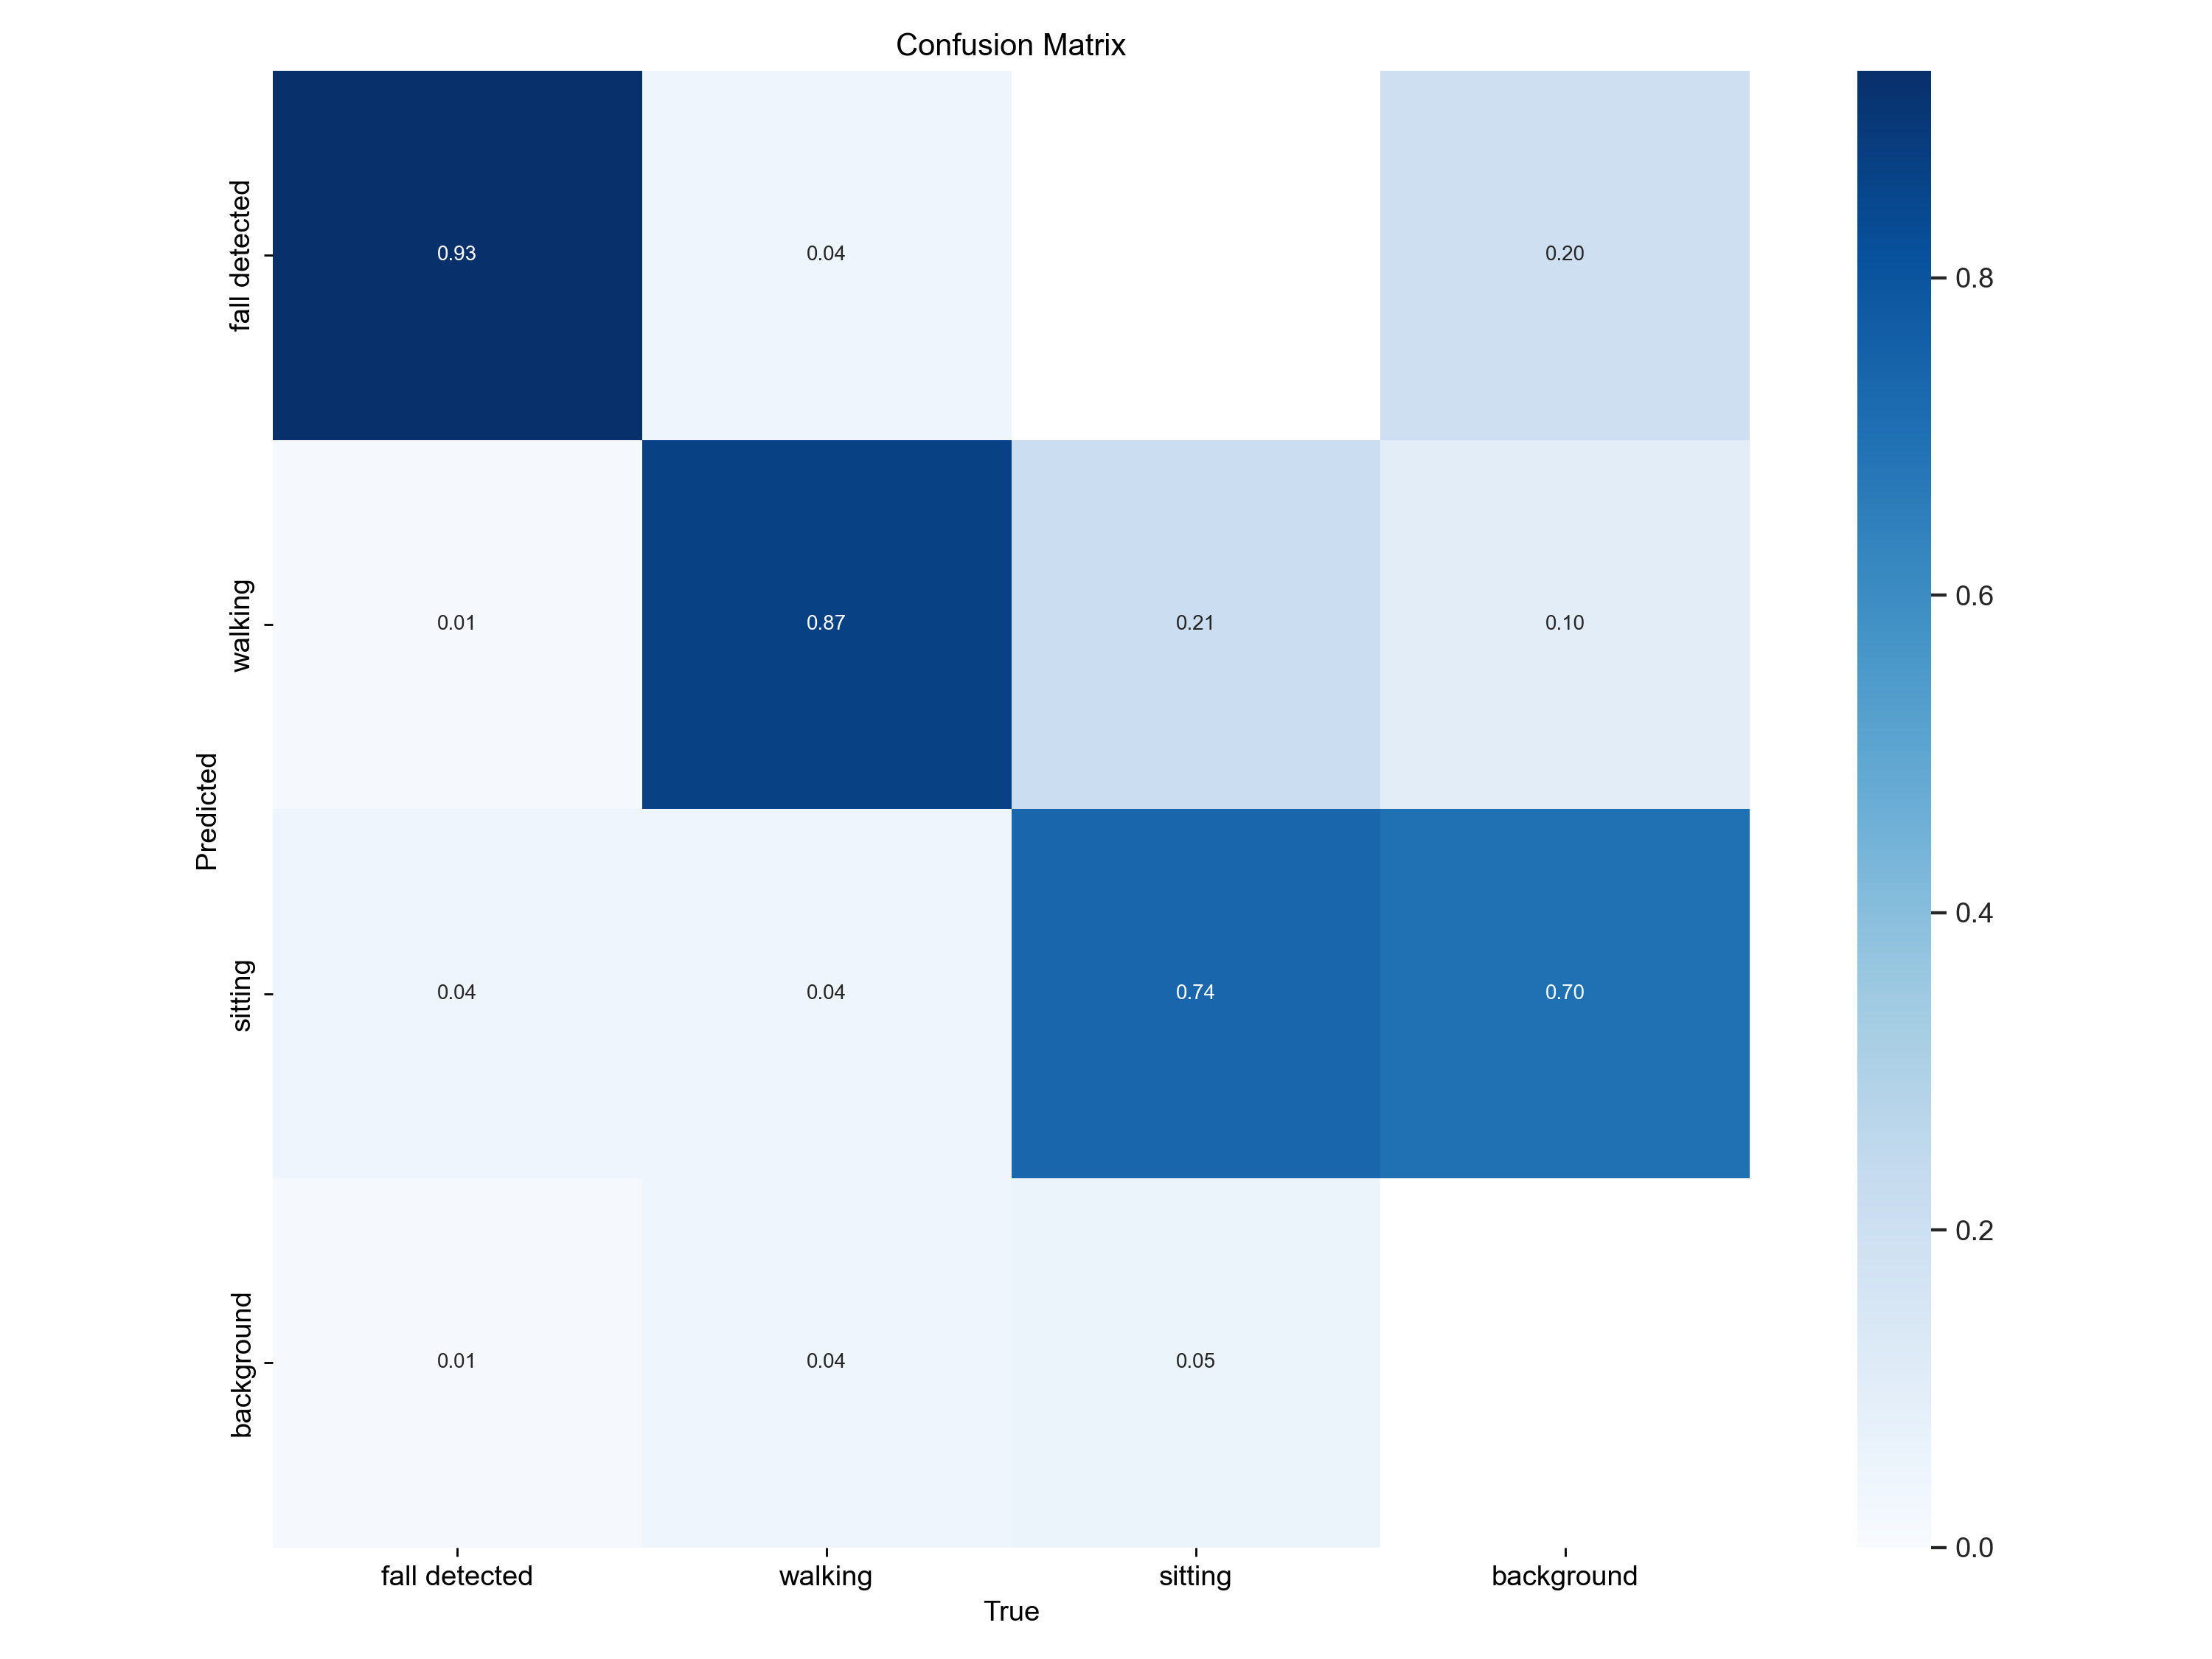 Confusion Matrix
fall detected
0.93
0.04
0.20
walking
0.01
0.87
0.21
0.10
sitting
0.04
0.04
0.74
0.70
background
0.01
0.04
0.05
Predicted
fall detected
walking
sitting
background
True
0.8
0.6
0.4
0.2
0.0